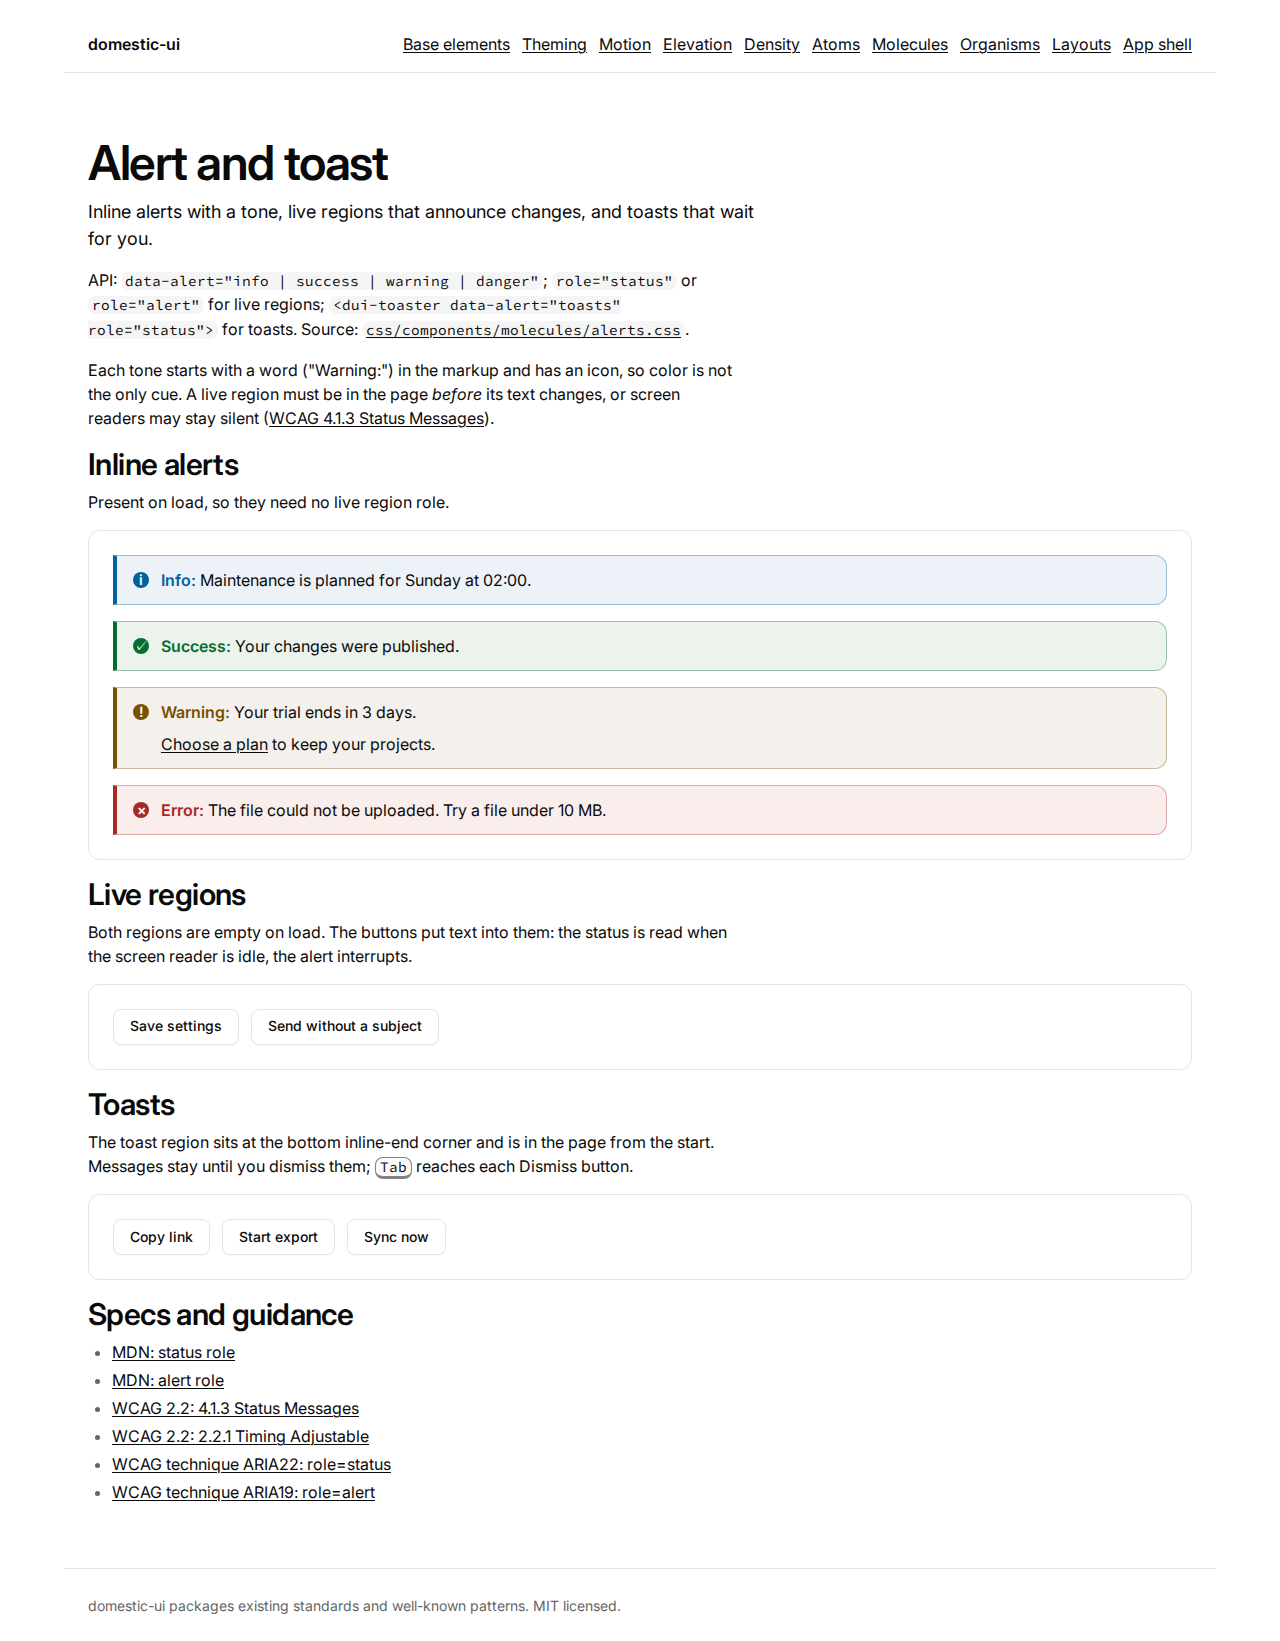 domestic-ui
Base elements Theming Motion Elevation Density Atoms Molecules Organisms Layouts App shell
Alert and toast
Inline alerts with a tone, live regions that announce changes, and toasts that wait
for you.
API: data-alert="info | success | warning | danger"; role="status" or
role="alert" for live regions; <dui-toaster data-alert="toasts"
role="status"> for toasts. Source: css/components/molecules/alerts.css.
Each tone starts with a word ("Warning:") in the markup and has an icon, so color is not
the only cue. A live region must be in the page before its text changes, or screen
readers may stay silent (WCAG 4.1.3 Status Messages).
Inline alerts
Present on load, so they need no live region role.
Info: Maintenance is planned for Sunday at 02:00.
Success: Your changes were published.
Warning: Your trial ends in 3 days.
Choose a plan to keep your projects.
Error: The file could not be uploaded. Try a file under 10 MB.
Live regions
Both regions are empty on load. The buttons put text into them: the status is read when
the screen reader is idle, the alert interrupts.
Save settings Send without a subject
Toasts
The toast region sits at the bottom inline-end corner and is in the page from the start.
Messages stay until you dismiss them; Tab reaches each Dismiss button.
Copy link Start export Sync now
Specs and guidance
MDN: status role
MDN: alert role
WCAG 2.2: 4.1.3 Status Messages
WCAG 2.2: 2.2.1 Timing Adjustable
WCAG technique ARIA22: role=status
WCAG technique ARIA19: role=alert
domestic-ui packages existing standards and well-known patterns. MIT licensed.